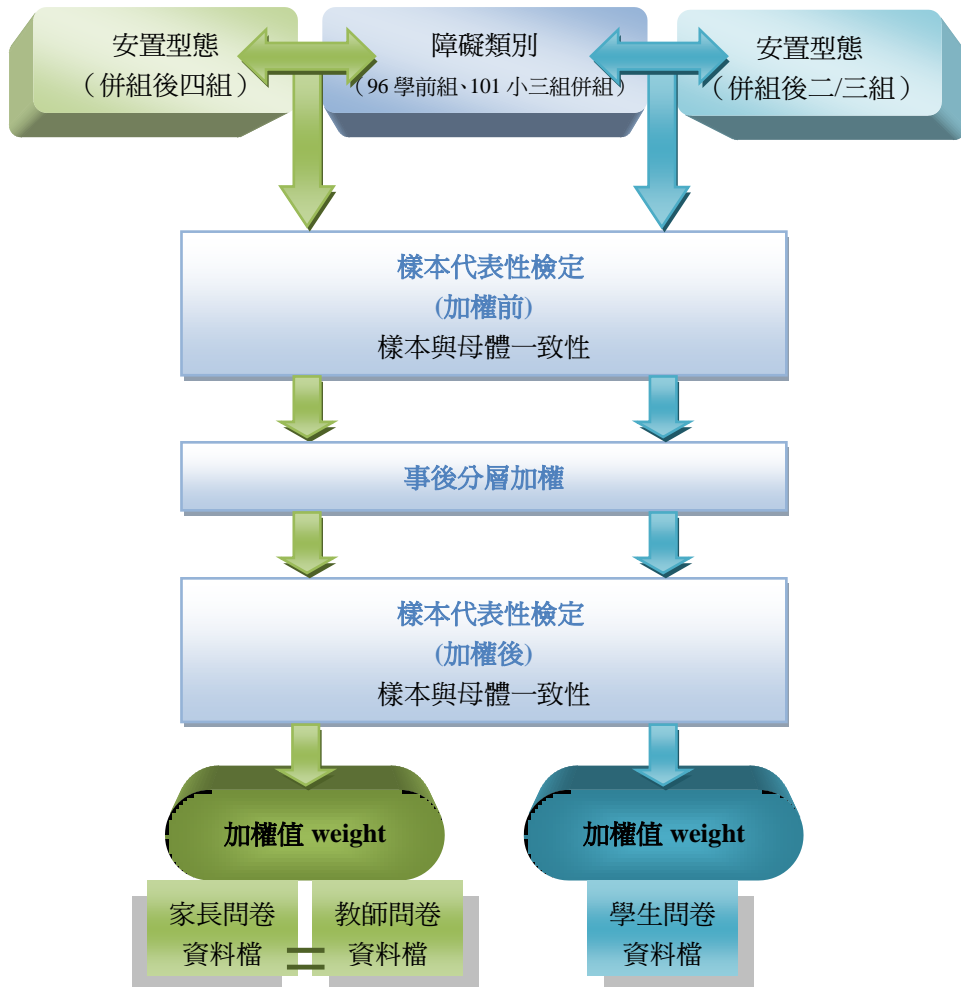 安置型態
（併組後四組）
障礙類別
（96 學前組、101 小三組併組）
安置型態
（併組後二/三組）
樣本代表性檢定
(加權前)
樣本與母體一致性
事後分層加權
樣本代表性檢定
(加權後)
樣本與母體一致性
加權值 weight
加權值 weight
家長問卷
資料檔
=
教師問卷
資料檔
學生問卷
資料檔